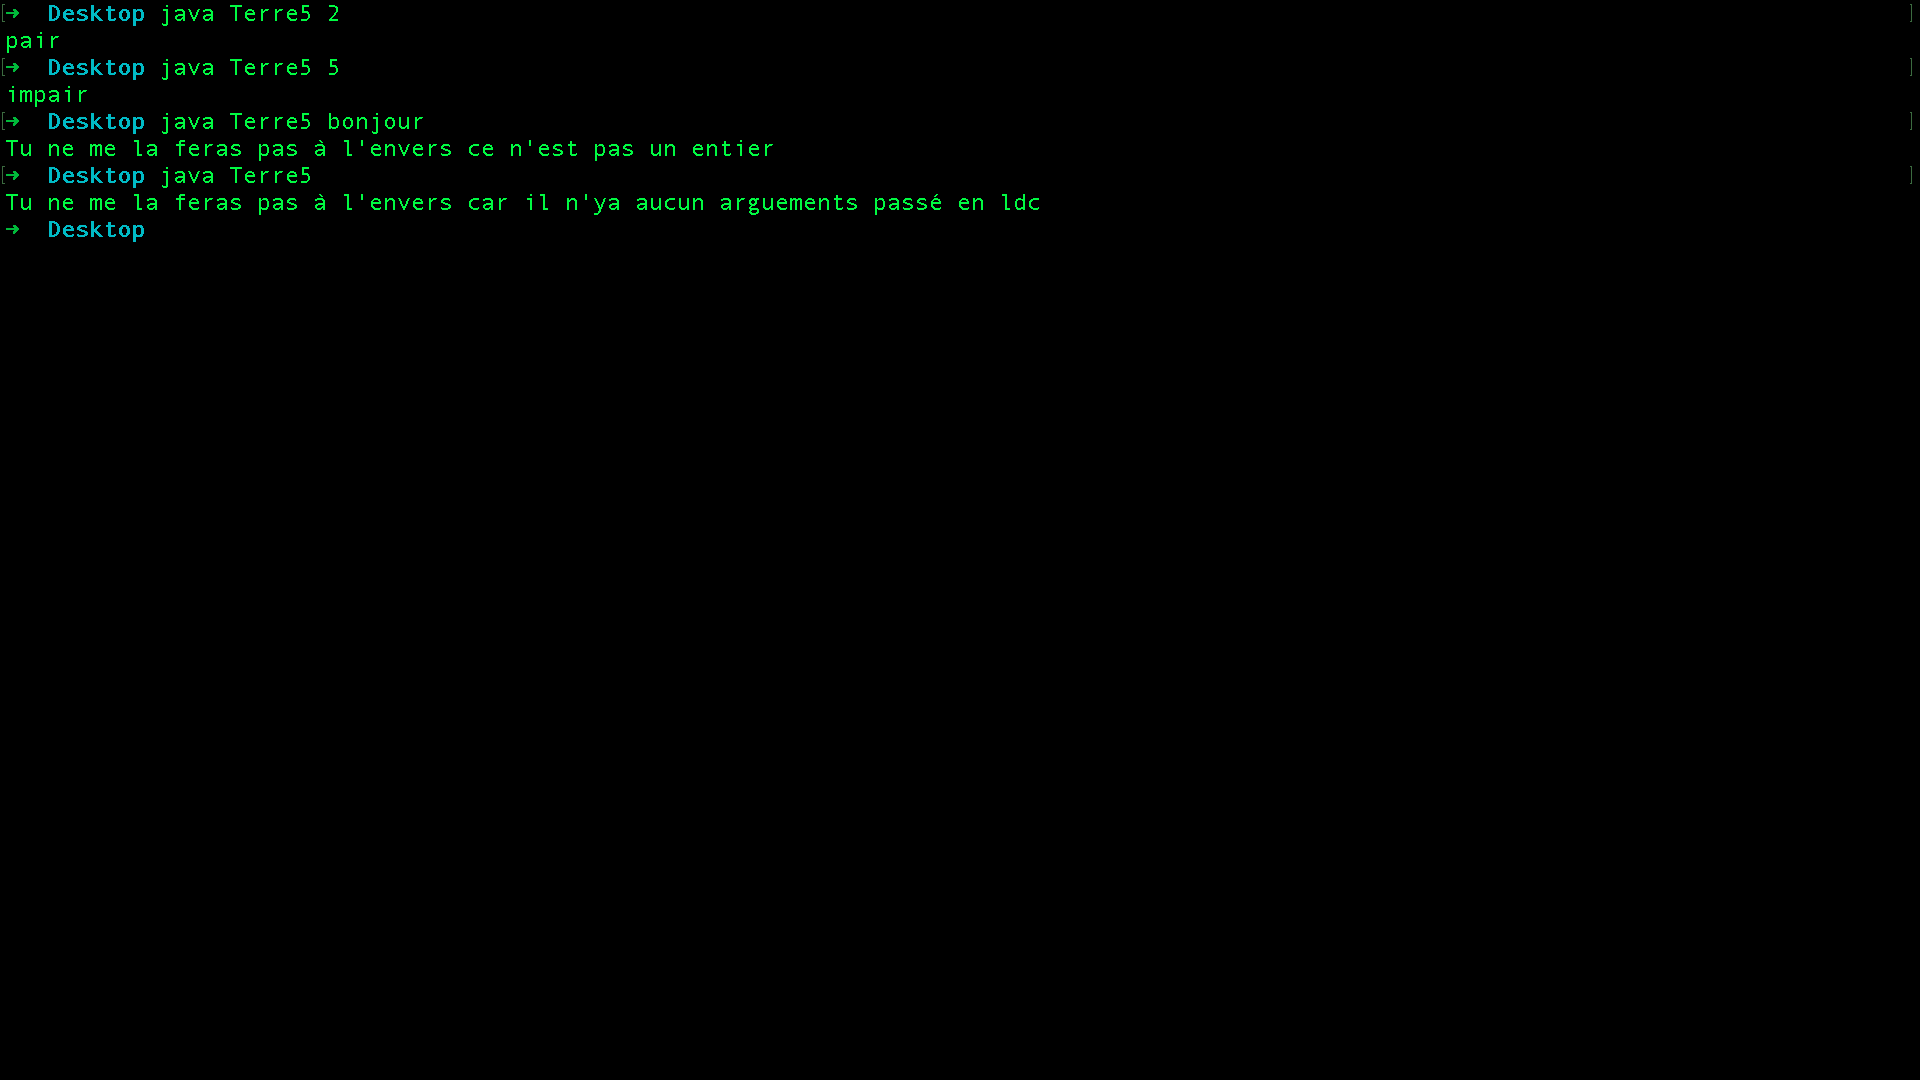 [→ Desktop java Terre5 2 ]
pair
[→ Desktop java Terre5 5 ]
impair
[→ Desktop java Terre5 bonjour ]
Tu ne me la feras pas à l'envers ce n'est pas un entier
[→ Desktop java Terre5 ]
Tu ne me la feras pas à l'envers car il n'ya aucun arguements passé en ldc
→ Desktop